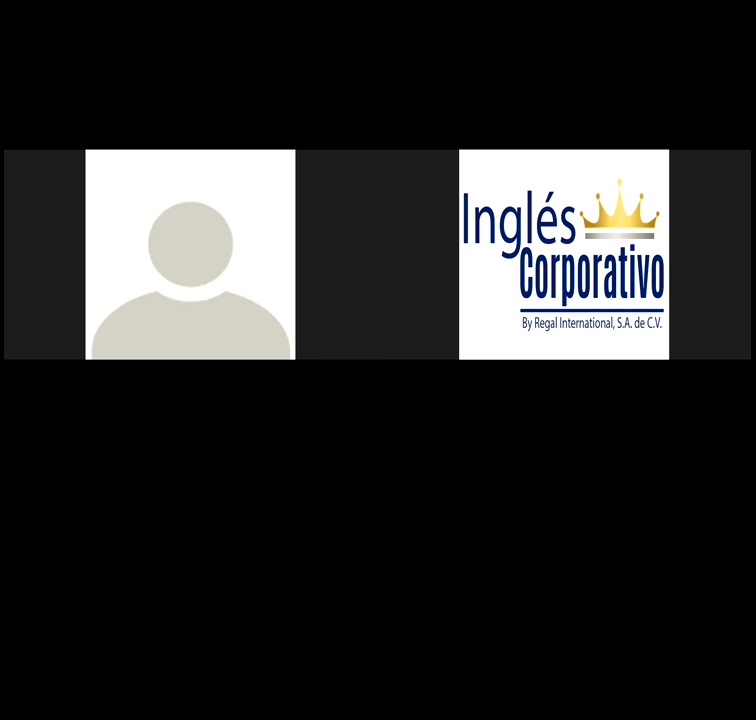 Inglés
Corporativo
By Regal International, S.A. de C.V.